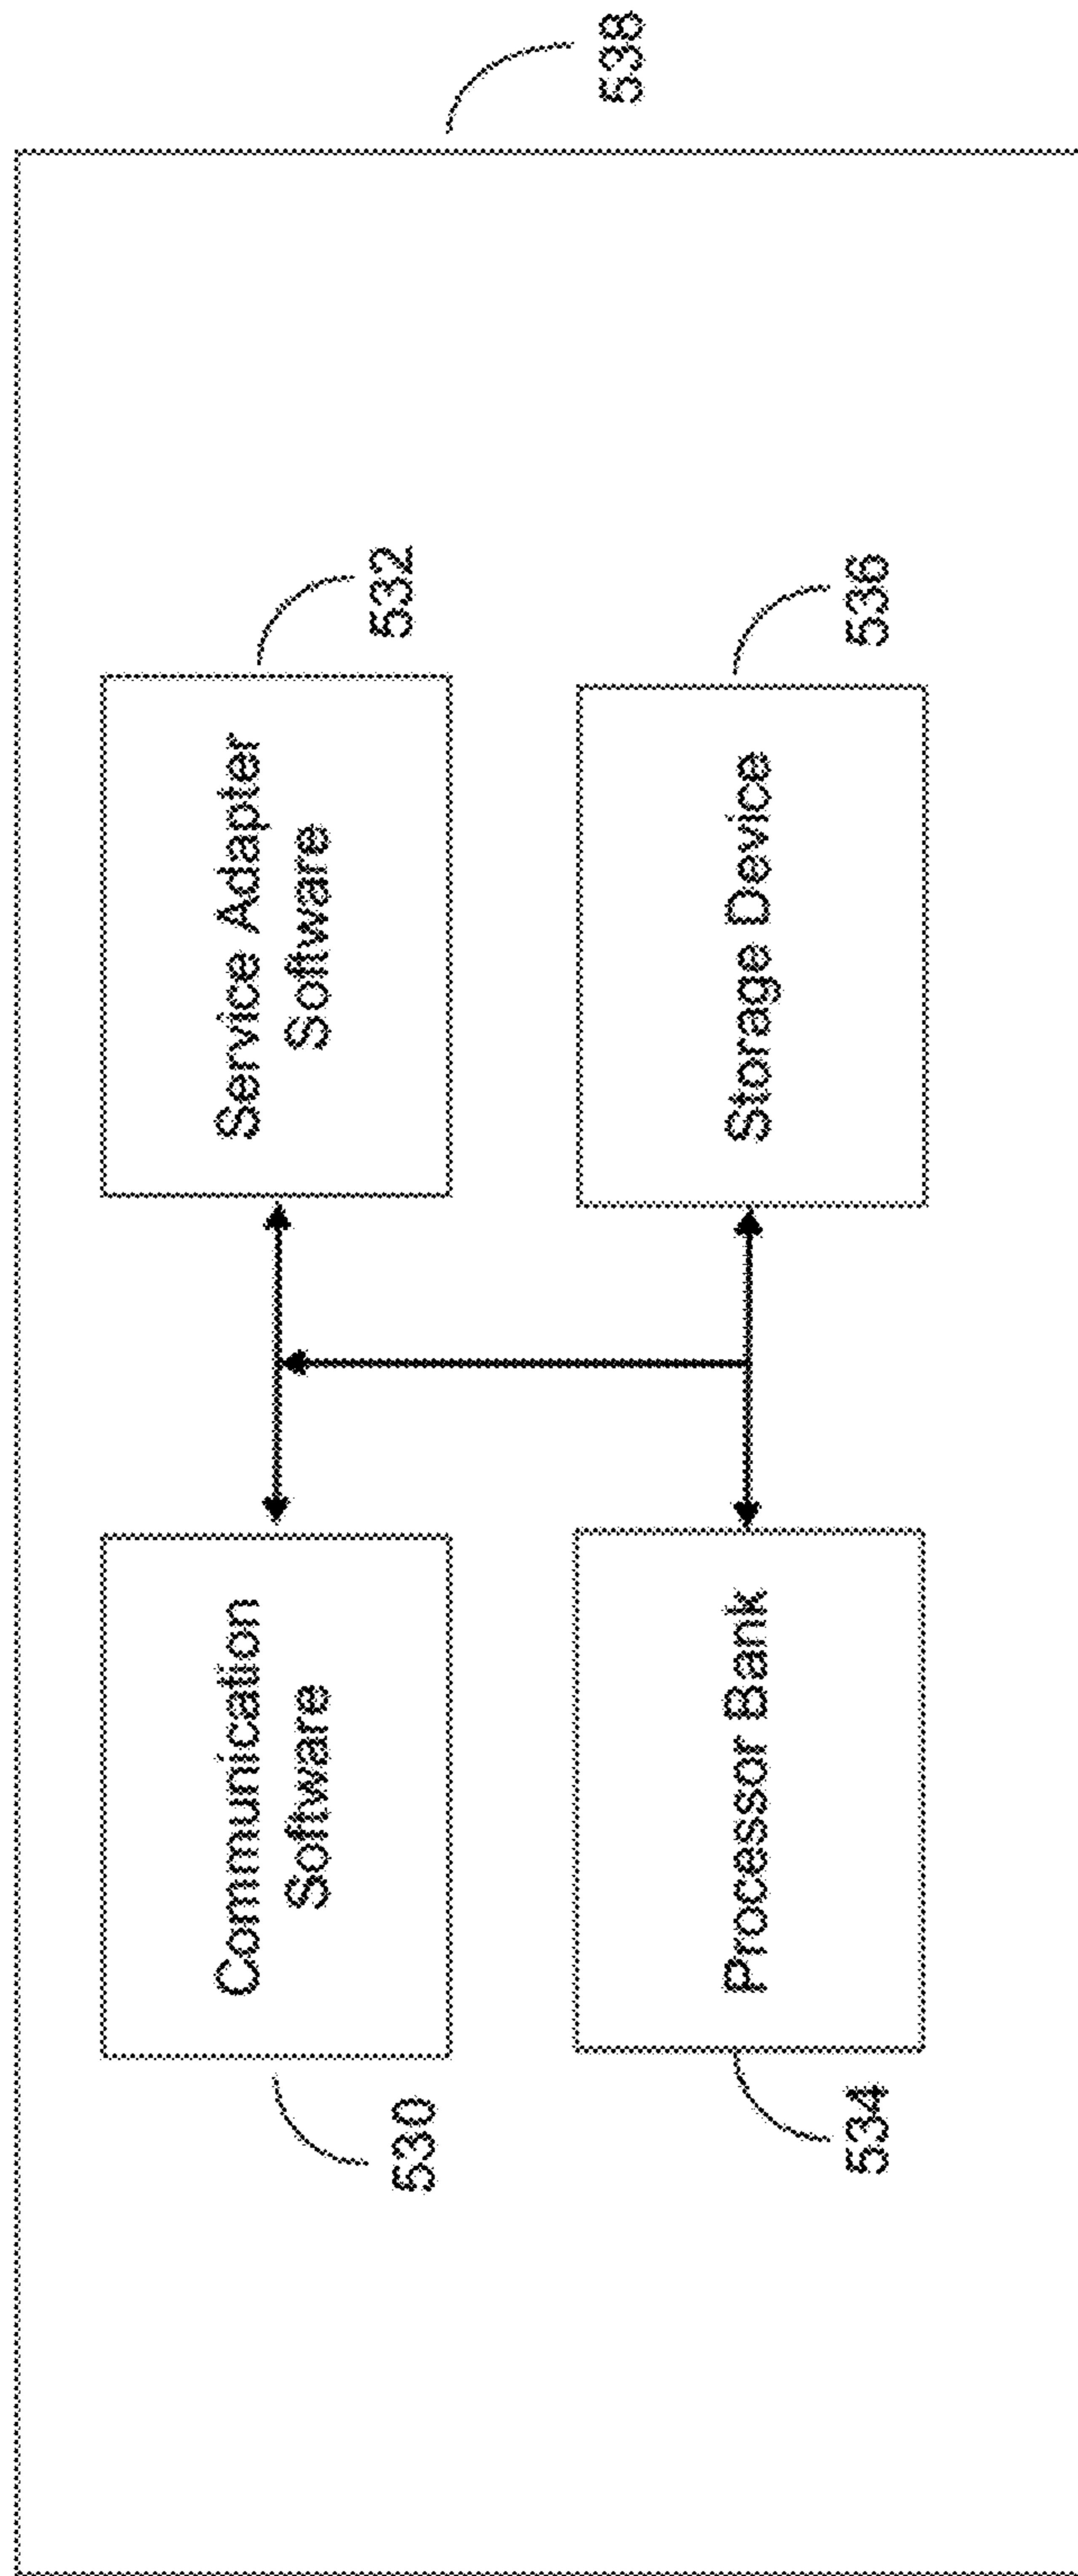 538
Communication
Software
530
Service Adapter
Software
532
Processor Bank
534
Storage Device
536